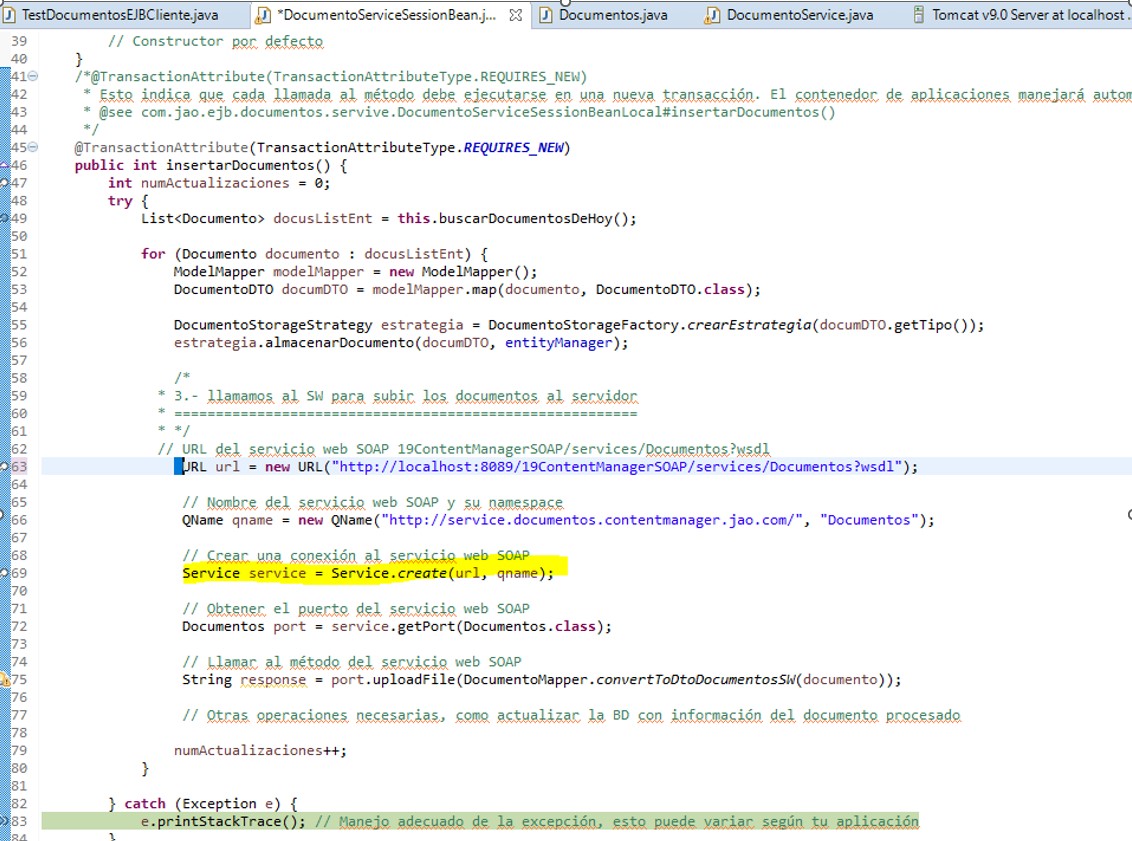 TestDocumentosEJBCliente.java *DocumentoServiceSessionBean.j... Documentos.java DocumentoService.java Tomcat v9.0 Server at localhost
39 // Constructor por defecto
40 }
41 /*@TransactionAttribute(TransactionAttributeType.REQUIRES_NEW)
42 * Esto indica que cada llamada al método debe ejecutarse en una nueva transacción. El contenedor de aplicaciones manejará autom
43 * @see com.jao.ejb.documentos.servive.DocumentoServiceSessionBeanLocal#insertarDocumentos()
44 */
45 @TransactionAttribute(TransactionAttributeType.REQUIRES_NEW)
46 public int insertarDocumentos() {
47 int numActualizaciones = 0;
48 try {
49 List<Documento> docusListEnt = this.buscarDocumentosDeHoy();
50
51 for (Documento documento : docusListEnt) {
52 ModelMapper modelMapper = new ModelMapper();
53 DocumentoDTO documDTO = modelMapper.map(documento, DocumentoDTO.class);
54
55 DocumentoStorageStrategy estrategia = DocumentoStorageFactory.crearEstrategia(documDTO.getTipo());
56 estrategia.almacenarDocumento(documDTO, entityManager);
57
58 /*
59 * 3.- llamamos al SW para subir los documentos al servidor
60 * ========================================================
61 * */
62 // URL del servicio web SOAP 19ContentManagerSOAP/services/Documentos?wsdl
63 URL url = new URL("http://localhost:8089/19ContentManagerSOAP/services/Documentos?wsdl");
64
65 // Nombre del servicio web SOAP y su namespace
66 QName qname = new QName("http://service.documentos.contentmanager.jao.com/", "Documentos");
67
68 // Crear una conexión al servicio web SOAP
69 Service service = Service.create(url, qname);
70
71 // Obtener el puerto del servicio web SOAP
72 Documentos port = service.getPort(Documentos.class);
73
74 // Llamar al método del servicio web SOAP
75 String response = port.uploadFile(DocumentoMapper.convertToDtoDocumentosSW(documento));
76
77 // Otras operaciones necesarias, como actualizar la BD con información del documento procesado
78
79 numActualizaciones++;
80 }
81
82 } catch (Exception e) {
83 e.printStackTrace(); // Manejo adecuado de la excepción, esto puede variar según tu aplicación
84 }